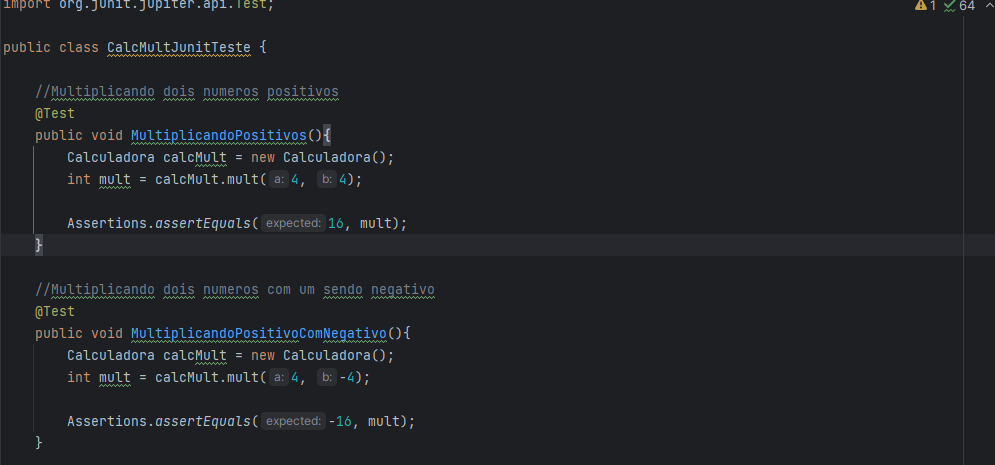 import org.junit.jupiter.api.Test;
1 64
public class CalcMultJunitTeste {
//Multiplicando dois numeros positivos
@Test
public void MultiplicandoPositivos(){
Calculadora calcMult = new Calculadora();
int mult = calcMult.mult( a: 4, b: 4);
Assertions.assertEquals( expected: 16, mult);
}
//Multiplicando dois numeros com um sendo negativo
@Test
public void MultiplicandoPositivoComNegativo(){
Calculadora calcMult = new Calculadora();
int mult = calcMult.mult( a: 4, b: -4);
Assertions.assertEquals( expected: -16, mult);
}